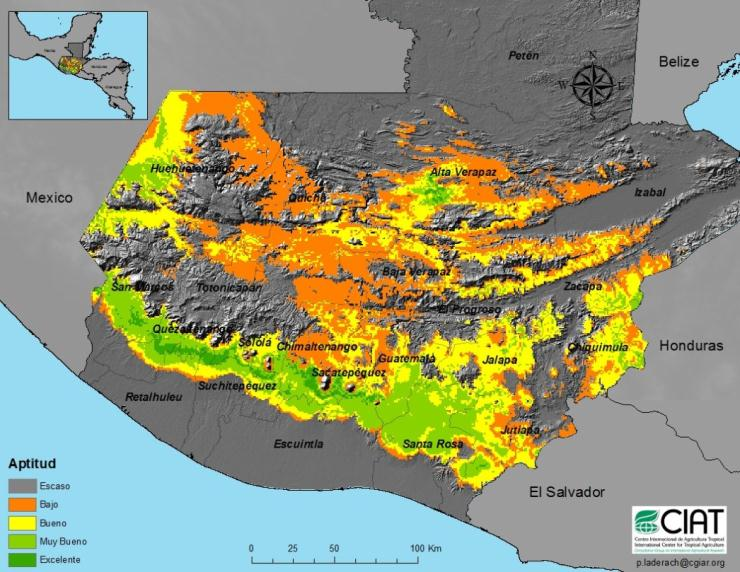 Petén
Belize
N
W
E
S
Huehuetenango
Alta Verapaz
Quiché
Izabal
Mexico
Baja Verapaz
San Marcos
Totonicapán
Zacapa
El Progreso
Quezaltenango
Sololá
Chimaltenango
Guatemala
Jalapa
Chiquimula
Honduras
Sacatepéquez
Suchitepéquez
Retalhuleu
Escuintla
Santa Rosa
Jutiapa
El Salvador
Aptitud
Escaso
Bajo
Bueno
Muy Bueno
Excelente
0 25 50 100 Km
CIAT
Centro Internacional de Agricultura Tropical
International Center for Tropical Agriculture
p.laderach@cgiar.org